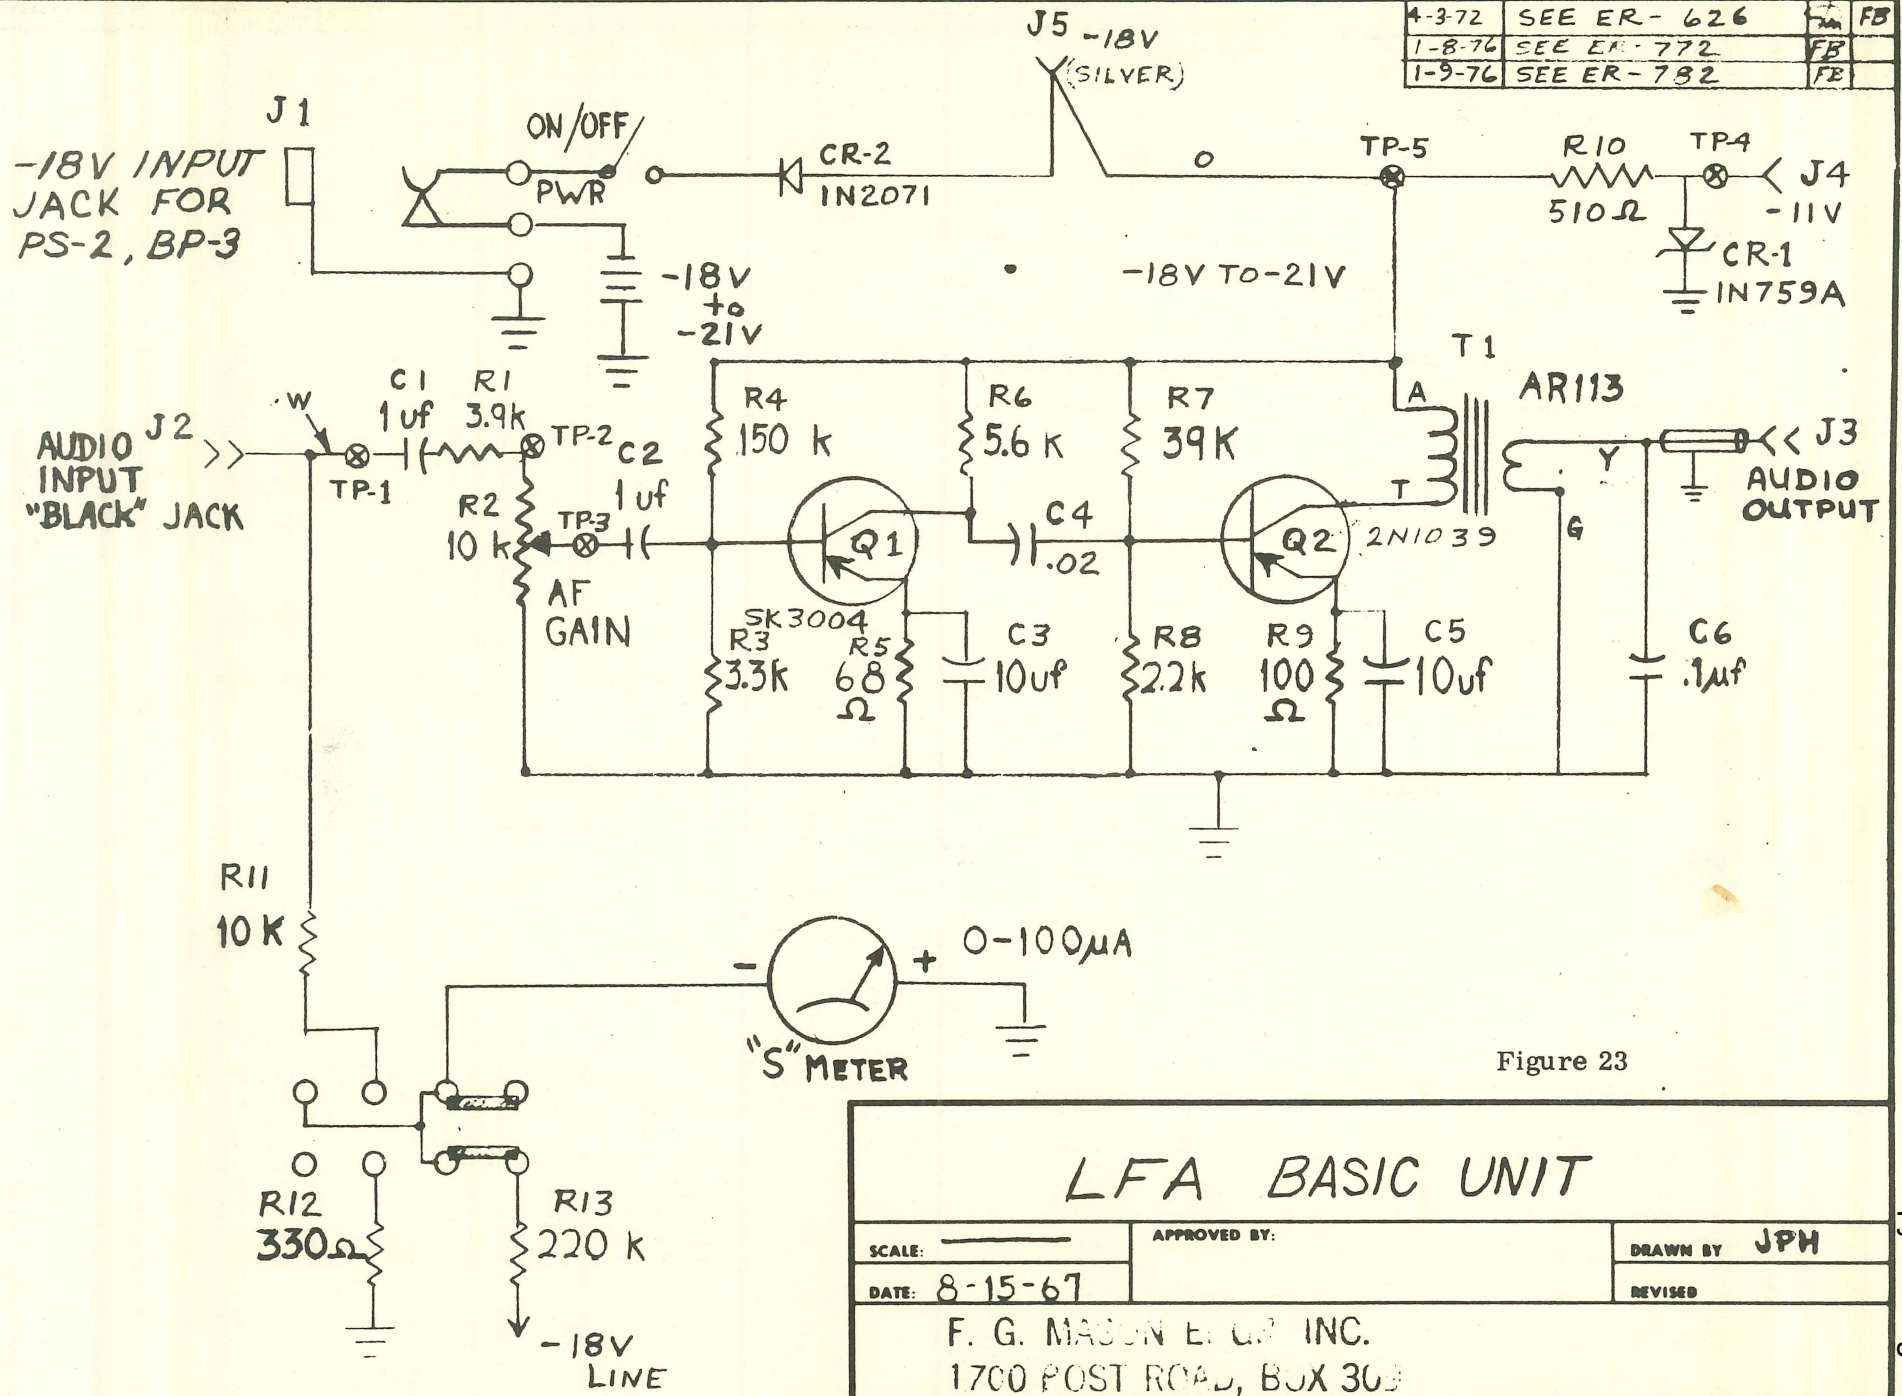 4-3-72 SEE ER- 626 FB
1-8-76 SEE ER- 772 FB
1-9-76 SEE ER- 782 FB
J5 -18V
(SILVER)
J1
-18V INPUT
JACK FOR
PS-2, BP-3
ON/OFF
PWR
CR-2
1N2071
O
TP-5
R10
510Ω
TP-4
J4
-11V
CR-1
1N759A
-18V
to
-21V
-18V TO-21V
T1
AR113
J2
AUDIO
INPUT
"BLACK" JACK
W
TP-1
C1
1uf
R1
3.9k
TP-2
R2
10 k
AF
GAIN
TP-3
C2
1uf
R4
150 k
R6
5.6 K
R7
39K
A
T
Y
G
J3
AUDIO
OUTPUT
Q1
SK3004
C4
.02
Q2
2N1039
R3
3.3k
R5
68
Ω
C3
10uf
R8
2.2k
R9
100
Ω
C5
10uf
C6
.1µf
R11
10 K
- + 0-100µA
"S" METER
Figure 23
R12
330Ω
R13
220 K
-18V
LINE
LFA BASIC UNIT
SCALE:
APPROVED BY:
DRAWN BY JPH
DATE: 8-15-67
REVISED
F. G. MASON INC.
1700 POST ROAD, BOX